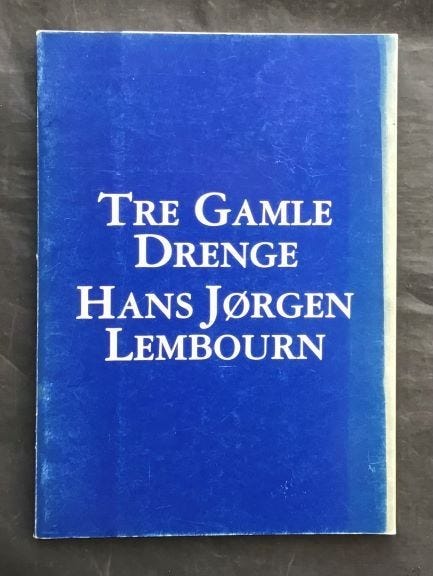 TRE GAMLE
DRENGE
HANS JØRGEN
LEMBOURN